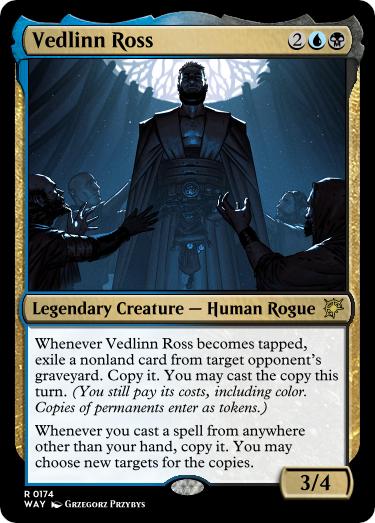 Vedlinn Ross
2
Legendary Creature — Human Rogue
Whenever Vedlinn Ross becomes tapped,
exile a nonland card from target opponent's
graveyard. Copy it. You may cast the copy this
turn. (You still pay its costs, including color.
Copies of permanents enter as tokens.)
Whenever you cast a spell from anywhere
other than your hand, copy it. You may
choose new targets for the copies.
3/4
R 0174
WAY Grzegorz Przybys